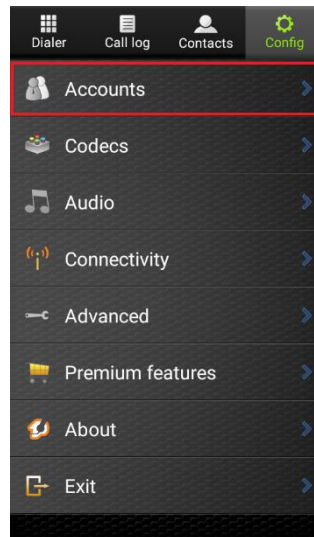 Dialer Call log Contacts Config
Accounts
Codecs
Audio
Connectivity
Advanced
Premium features
About
Exit